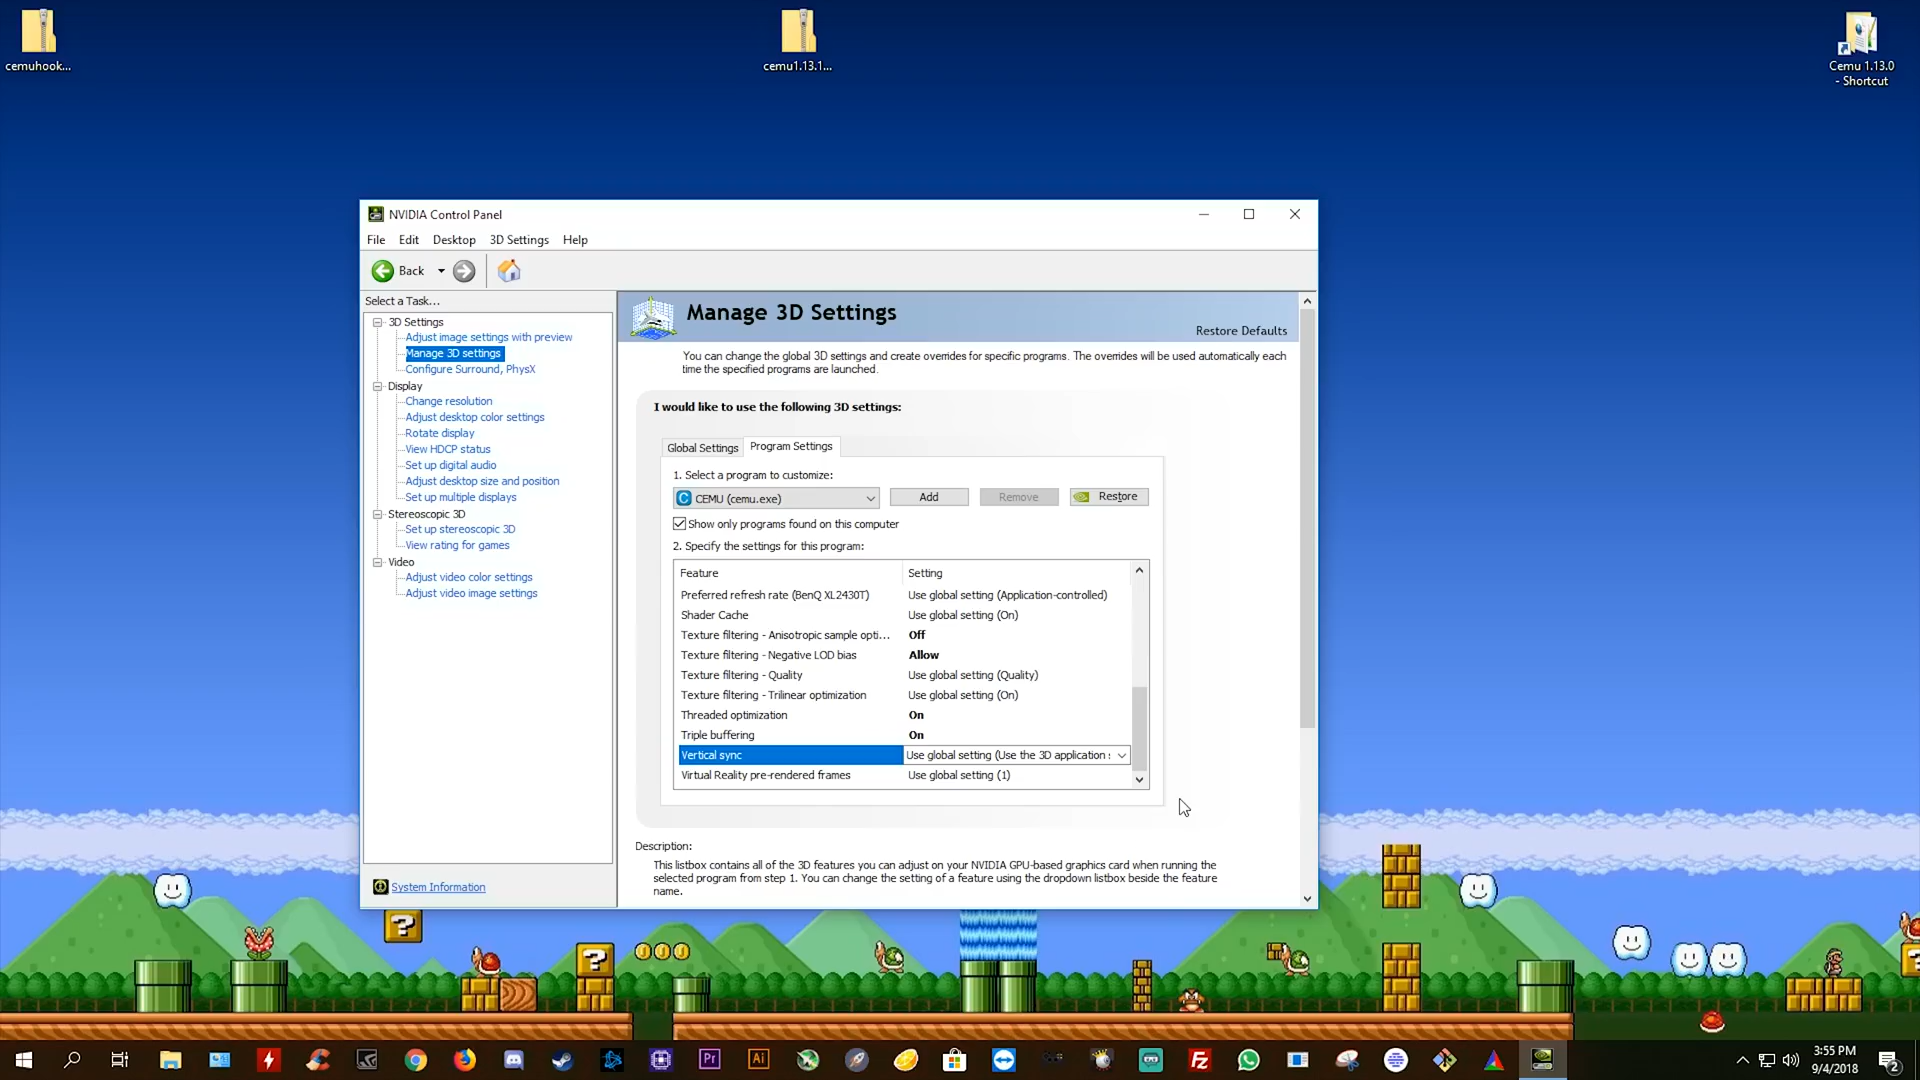 cemuhook...
cemu1.13.1...
Cemu 1.13.0
- Shortcut
NVIDIA Control Panel
File Edit Desktop 3D Settings Help
Back
Select a Task...
3D Settings
Adjust image settings with preview
Manage 3D settings
Configure Surround, PhysX
Display
Change resolution
Adjust desktop color settings
Rotate display
View HDCP status
Set up digital audio
Adjust desktop size and position
Set up multiple displays
Stereoscopic 3D
Set up stereoscopic 3D
View rating for games
Video
Adjust video color settings
Adjust video image settings
System Information
Manage 3D Settings
Restore Defaults
You can change the global 3D settings and create overrides for specific programs. The overrides will be used automatically each
time the specified programs are launched.
I would like to use the following 3D settings:
Global Settings Program Settings
1. Select a program to customize:
CEMU (cemu.exe) Add Remove Restore
Show only programs found on this computer
2. Specify the settings for this program:
Feature Setting
Preferred refresh rate (BenQ XL2430T) Use global setting (Application-controlled)
Shader Cache Use global setting (On)
Texture filtering - Anisotropic sample opti... Off
Texture filtering - Negative LOD bias Allow
Texture filtering - Quality Use global setting (Quality)
Texture filtering - Trilinear optimization Use global setting (On)
Threaded optimization On
Triple buffering On
Vertical sync Use global setting (Use the 3D application
Virtual Reality pre-rendered frames Use global setting (1)
Description:
This listbox contains all of the 3D features you can adjust on your NVIDIA GPU-based graphics card when running the
selected program from step 1. You can change the setting of a feature using the dropdown listbox beside the feature
name.
Pr
Ai
Fz
3:55 PM
9/4/2018
2